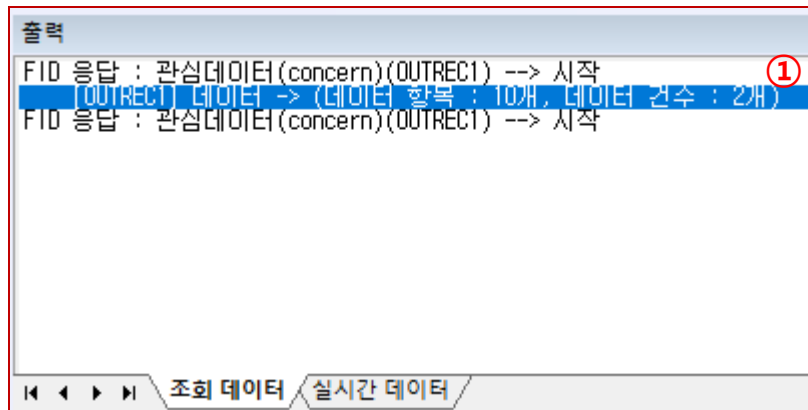 출력
FID 응답 : 관심데이터(concern)(OUTREC1) --> 시작
①
[OUTREC1] 데이터 -> (데이터 항목 : 10개, 데이터 건수 : 2개)
FID 응답 : 관심데이터(concern)(OUTREC1) --> 시작
조회 데이터 실시간 데이터